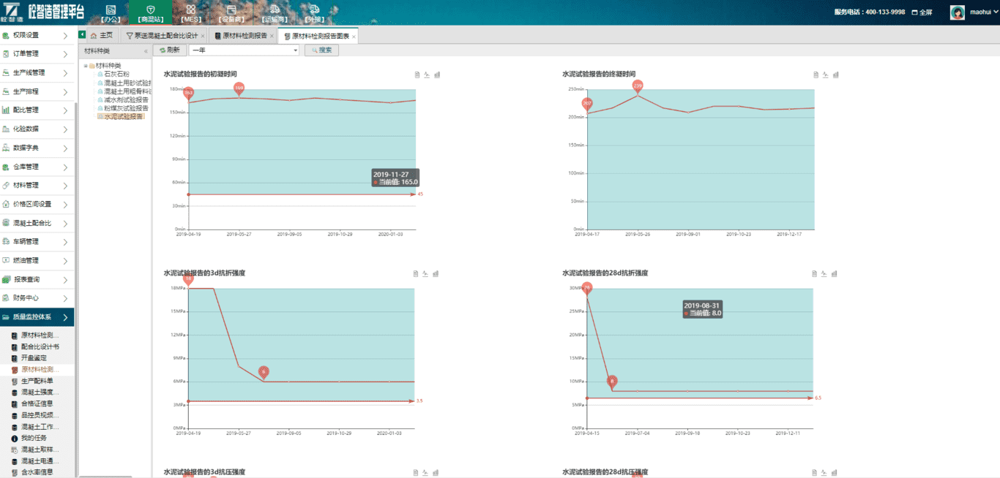 砼智造管理平台
砼·智·造
【办公】
【商混站】
【MES】
【设备商】
【运输商】
【外接】
服务电话：400-133-9998
全屏
maohui
主页
泵送混凝土配合比设计 ×
原材料检测报告 ×
原材料检测报告图表 ×
权限设置
订单管理
生产线管理
生产排程
配比管理
化验数据
数据字典
仓库管理
材料管理
价格区间设置
混凝土配合比
车辆管理
燃油管理
报表查询
财务中心
质量监控体系
原材料检测...
配合比设计书
开盘鉴定
原材料检测...
生产配料单
混凝土强度...
合格证信息
品控员视频...
混凝土工作...
我的任务
混凝土取样...
混凝土电通...
含水率信息
材料种类 «
材料种类
石灰石粉
混凝土用砂试验报
混凝土用粗骨料试
减水剂试验报告
粉煤灰试验报告
水泥试验报告
刷新
一年
搜索
水泥试验报告的初凝时间
180min
150min
120min
90min
60min
30min
0min
163
169
2019-11-27
当前值: 165.0
45
2019-04-19
2019-05-27
2019-09-05
2019-10-29
2020-01-03
水泥试验报告的终凝时间
250min
200min
150min
100min
50min
0min
207
239
2019-04-17
2019-05-26
2019-09-01
2019-10-23
2019-12-17
水泥试验报告的3d抗折强度
18MPa
15MPa
12MPa
9MPa
6MPa
3MPa
0MPa
18
6
3.5
2019-04-19
2019-05-27
2019-09-05
2019-10-29
2020-01-03
水泥试验报告的28d抗折强度
30MPa
25MPa
20MPa
15MPa
10MPa
5MPa
0MPa
8
2019-08-31
当前值: 8.0
6.5
2019-04-15
2019-07-04
2019-09-18
2019-10-23
2019-12-11
水泥试验报告的3d抗压强度
水泥试验报告的28d抗压强度